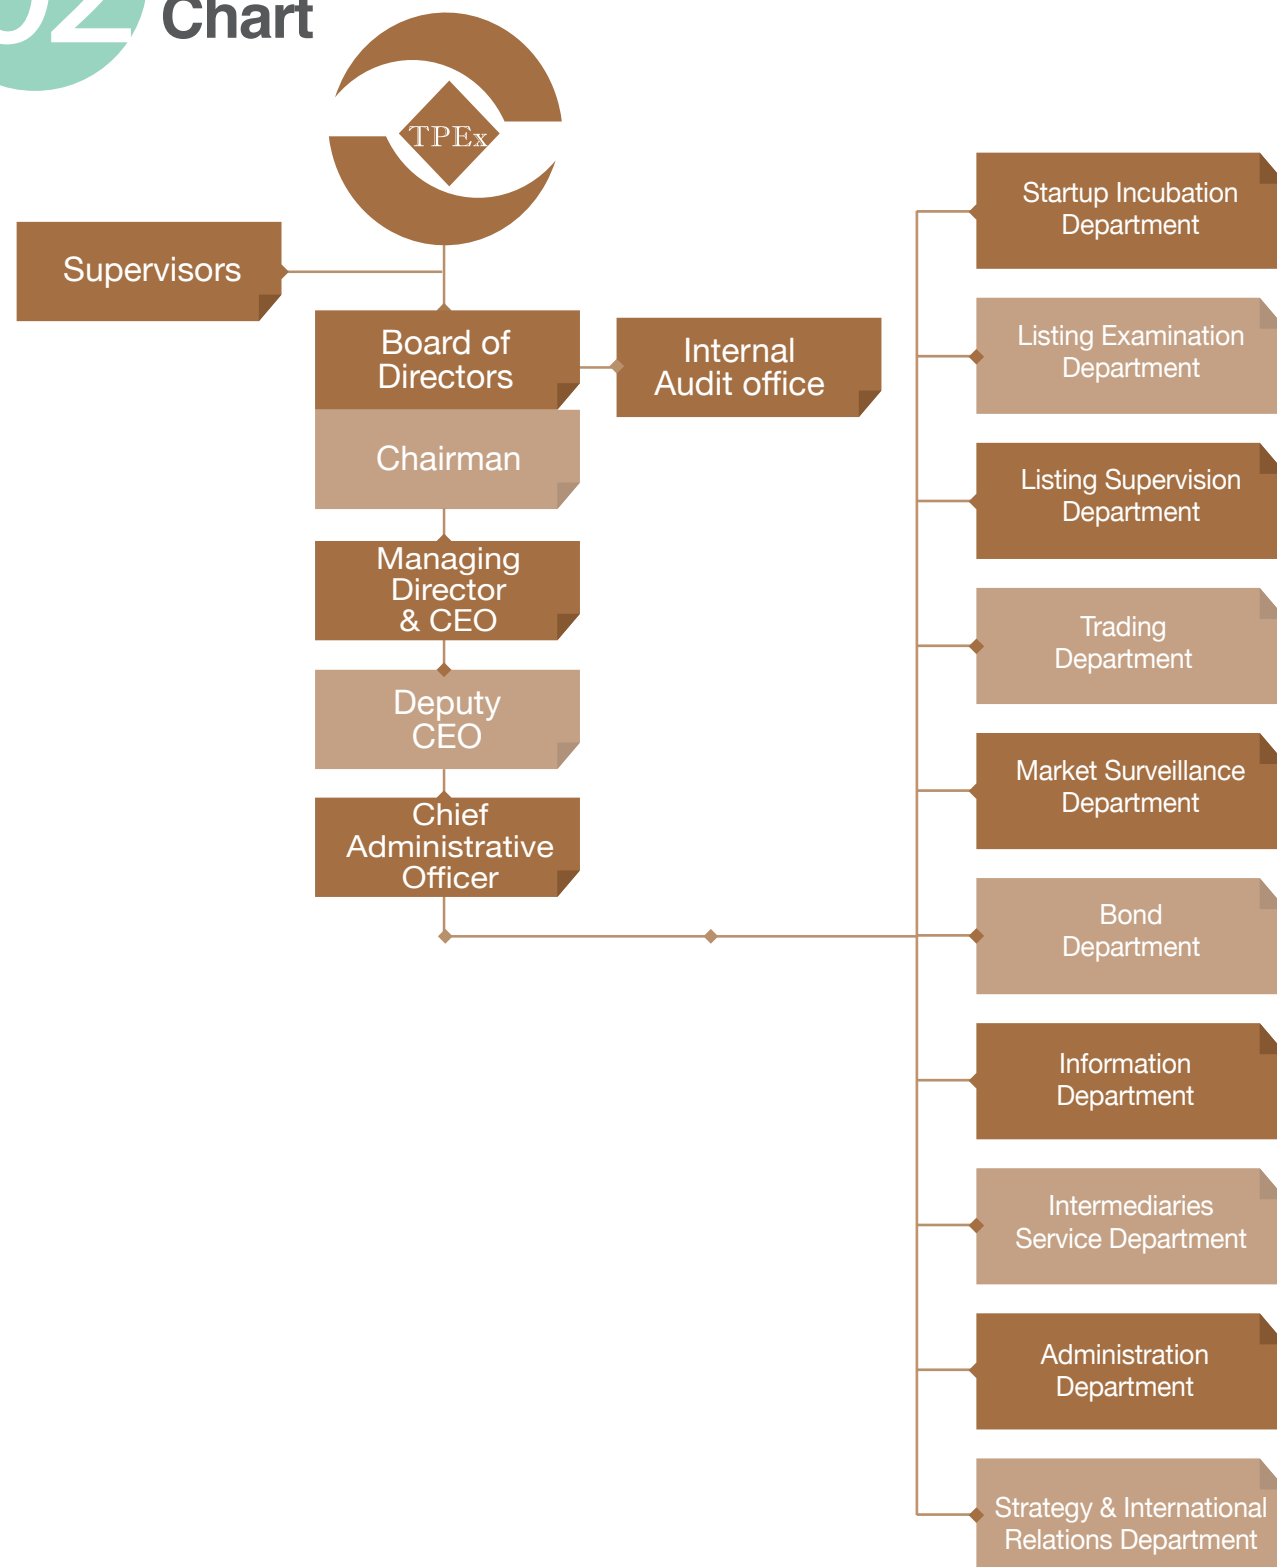 02
Chart
TPEx
Supervisors
Board of
Directors
Internal
Audit office
Chairman
Managing
Director
& CEO
Deputy
CEO
Chief
Administrative
Officer
Startup Incubation
Department
Listing Examination
Department
Listing Supervision
Department
Trading
Department
Market Surveillance
Department
Bond
Department
Information
Department
Intermediaries
Service Department
Administration
Department
Strategy & International
Relations Department